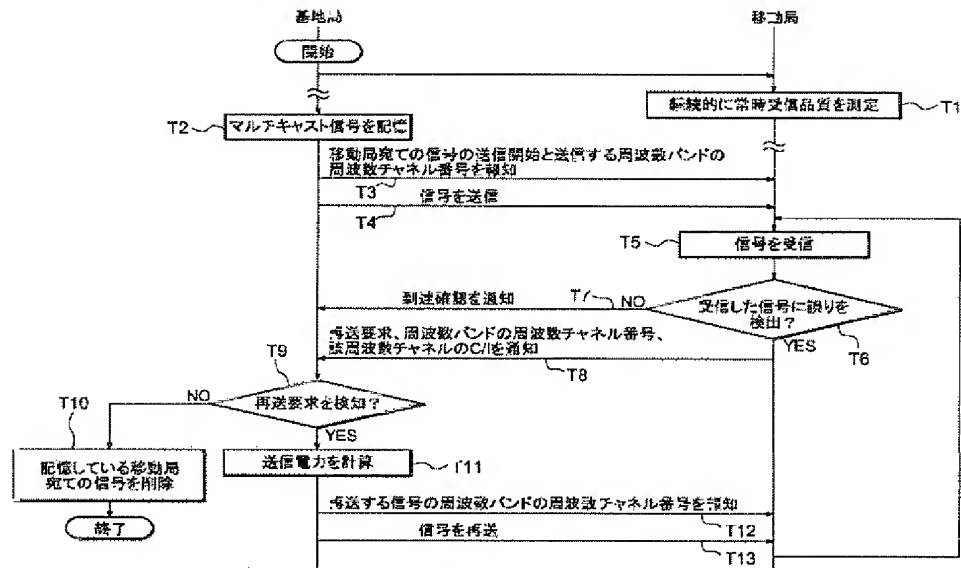 基地局
移動局
開始
継続的に常時受信品質を測定
T1
T2
マルチキャスト信号を記憶
移動局宛ての信号の送信開始と送信する周波数バンドの
周波数チャネル番号を報知
T3
信号を送信
T4
T5
信号を受信
到達確認を通知
T7
NO
受信した信号に誤りを
検出?
YES
T6
再送要求、周波数バンドの周波数チャネル番号、
該周波数チャネルのC/Iを通知
T8
T9
T10
NO
再送要求を検知?
YES
記憶している移動局
宛ての信号を削除
送信電力を計算
T11
終了
再送する信号の周波数バンドの周波数チャネル番号を報知
T12
信号を再送
T13